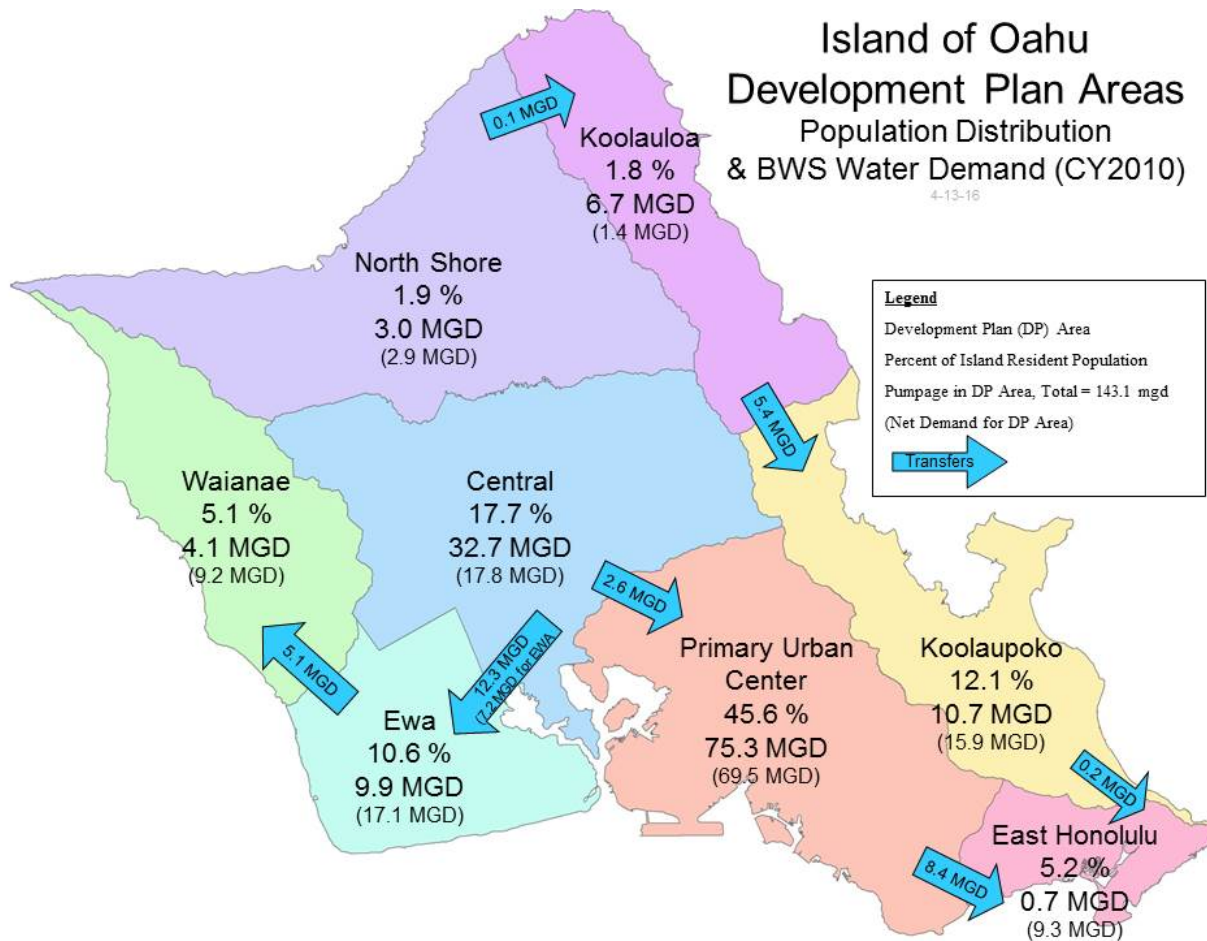 Island of Oahu
Development Plan Areas
Population Distribution
& BWS Water Demand (CY2010)
4-13-16
0.1 MGD
Koolauloa
1.8 %
6.7 MGD
(1.4 MGD)
North Shore
1.9 %
3.0 MGD
(2.9 MGD)
Legend
Development Plan (DP) Area
Percent of Island Resident Population
Pumpage in DP Area, Total = 143.1 mgd
(Net Demand for DP Area)
Transfers
5.4 MGD
Waianae
5.1 %
4.1 MGD
(9.2 MGD)
Central
17.7 %
32.7 MGD
(17.8 MGD)
2.6 MGD
12.3 MGD
(7.2 MGD for EWA
5.1 MGD
Ewa
10.6 %
9.9 MGD
(17.1 MGD)
Primary Urban
Center
45.6 %
75.3 MGD
(69.5 MGD)
Koolaupoko
12.1 %
10.7 MGD
(15.9 MGD)
0.2 MGD
8.4 MGD
East Honolulu
5.2 %
0.7 MGD
(9.3 MGD)